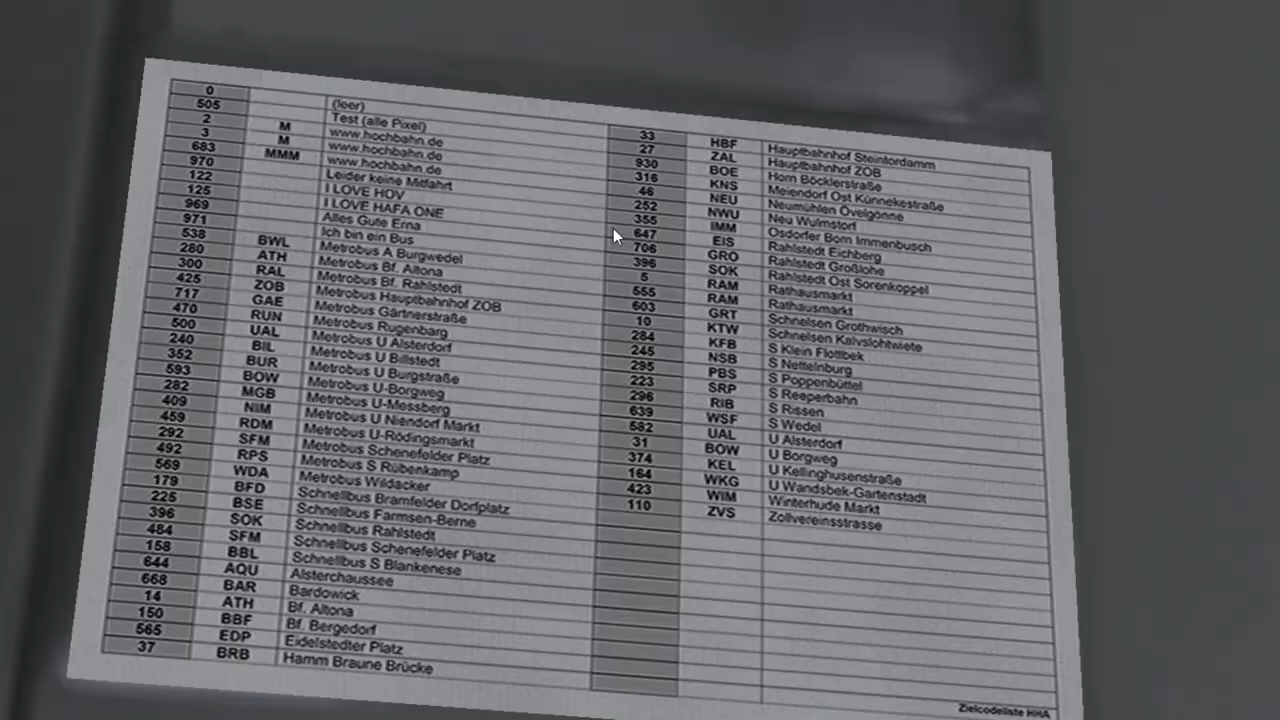 0 (leer)
505 Test (alle Pixel)
2 M www.hochbahn.de
3 M www.hochbahn.de
683 MMM www.hochbahn.de
970 Leider keine Mitfahrt
122 I LOVE HOV
125 I LOVE HAFA ONE
969 Alles Gute Erna
971 Ich bin ein Bus
538 BWL Metrobus A Burgwedel
280 ATH Metrobus Bf. Altona
300 RAL Metrobus Bf. Rahlstedt
425 ZOB Metrobus Hauptbahnhof ZOB
717 GAE Metrobus Gärtnerstraße
470 RUN Metrobus Rugenbarg
500 UAL Metrobus U Alsterdorf
240 BIL Metrobus U Billstedt
352 BUR Metrobus U Burgstraße
593 BOW Metrobus U-Borgweg
282 MGB Metrobus U-Messberg
409 NIM Metrobus U Niendorf Markt
459 RDM Metrobus U-Rödingsmarkt
292 SFM Metrobus Schenefelder Platz
492 RPS Metrobus S Rübenkamp
569 WDA Metrobus Wildacker
179 BFD Schnellbus Bramfelder Dorfplatz
225 BSE Schnellbus Farmsen-Berne
396 SOK Schnellbus Rahlstedt
484 SFM Schnellbus Schenefelder Platz
158 BBL Schnellbus S Blankenese
644 AQU Alsterchaussee
668 BAR Bardowick
14 ATH Bf. Altona
150 BBF Bf. Bergedorf
565 EDP Eidelstedter Platz
37 BRB Hamm Braune Brücke
33 HBF Hauptbahnhof Steintordamm
27 ZAL Hauptbahnhof ZOB
930 BOE Horn Böcklerstraße
316 KNS Meiendorf Ost Künnekestraße
46 NEU Neumühlen Övelgönne
252 NWU Neu Wulmstorf
355 IMM Osdorfer Born Immenbusch
647 EIS Rahlstedt Eichberg
706 GRO Rahlstedt Großlohe
396 SOK Rahlstedt Ost Sorenkoppel
5 RAM Rathausmarkt
555 RAM Rathausmarkt
603 GRT Schnelsen Grothwisch
10 KTW Schnelsen Kalvslohtwiete
284 KFB S Klein Flottbek
245 NSB S Nettelnburg
295 PBS S Poppenbüttel
223 SRP S Reeperbahn
296 RIB S Rissen
639 WSF S Wedel
582 UAL U Alsterdorf
31 BOW U Borgweg
374 KEL U Kellinghusenstraße
164 WKG U Wandsbek-Gartenstadt
423 WIM Winterhude Markt
110 ZVS Zollvereinsstrasse
Zielcodeliste HHA